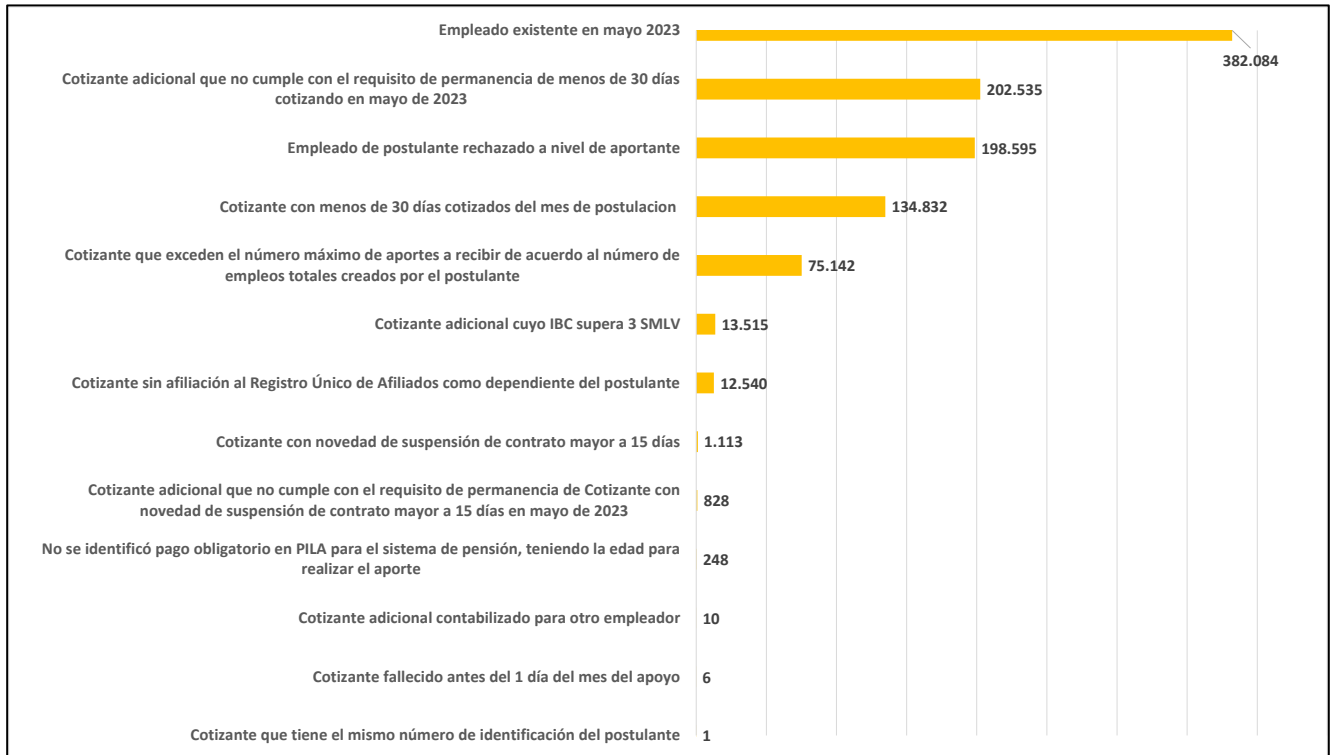 Empleado existente en mayo 2023
382.084
Cotizante adicional que no cumple con el requisito de permanencia de menos de 30 días
cotizando en mayo de 2023
202.535
Empleado de postulante rechazado a nivel de aportante
198.595
Cotizante con menos de 30 días cotizados del mes de postulacion
134.832
Cotizante que exceden el número máximo de aportes a recibir de acuerdo al número de
empleos totales creados por el postulante
75.142
Cotizante adicional cuyo IBC supera 3 SMLV
13.515
Cotizante sin afiliación al Registro Único de Afiliados como dependiente del postulante
12.540
Cotizante con novedad de suspensión de contrato mayor a 15 días
1.113
Cotizante adicional que no cumple con el requisito de permanencia de Cotizante con
novedad de suspensión de contrato mayor a 15 días en mayo de 2023
828
No se identificó pago obligatorio en PILA para el sistema de pensión, teniendo la edad para
realizar el aporte
248
Cotizante adicional contabilizado para otro empleador
10
Cotizante fallecido antes del 1 día del mes del apoyo
6
Cotizante que tiene el mismo número de identificación del postulante
1